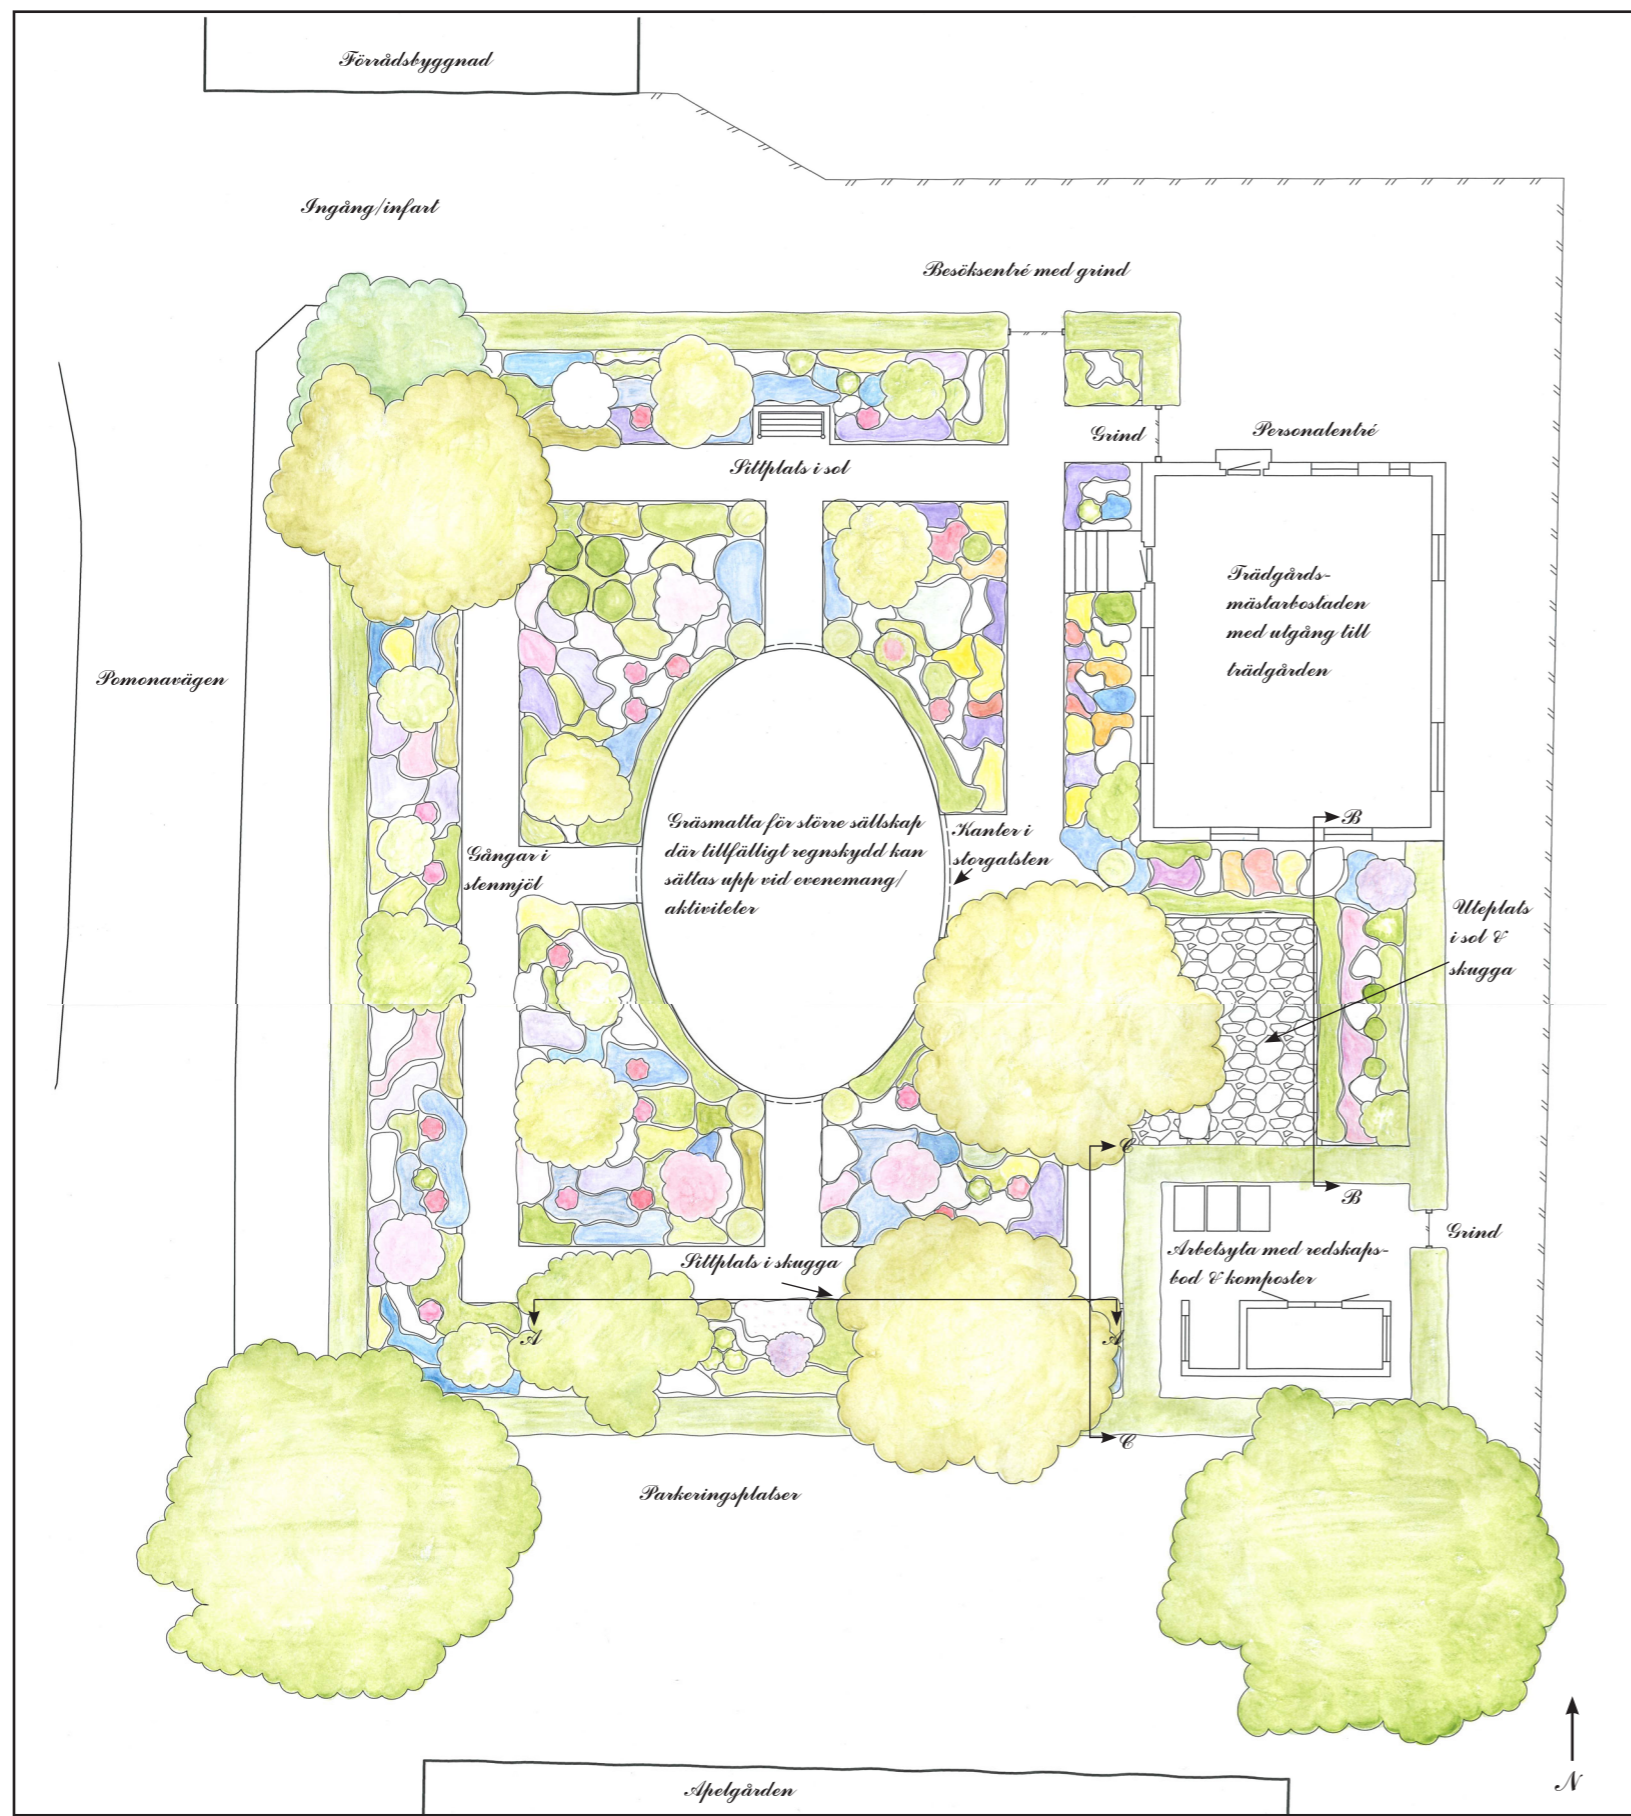 Förrådsbyggnad
Ingång/infart
Besöksentré med grind
Grind
Personalentré
Sittplats i sol
Trädgårds-
mästarbostaden
med utgång till
trädgården
Pomonavägen
Gräsmatta för större sällskap
där tillfälligt regnskydd kan
sättas upp vid evenemang/
aktiviteter
Kanter i
storgatsten
Gångar i
stenmjöl
B
Uteplats
i sol &
skugga
C
B
Grind
Arbetsyta med redskaps-
bod & komposter
Sittplats i skugga
A
A
C
Parkeringsplatser
Apelgården
N